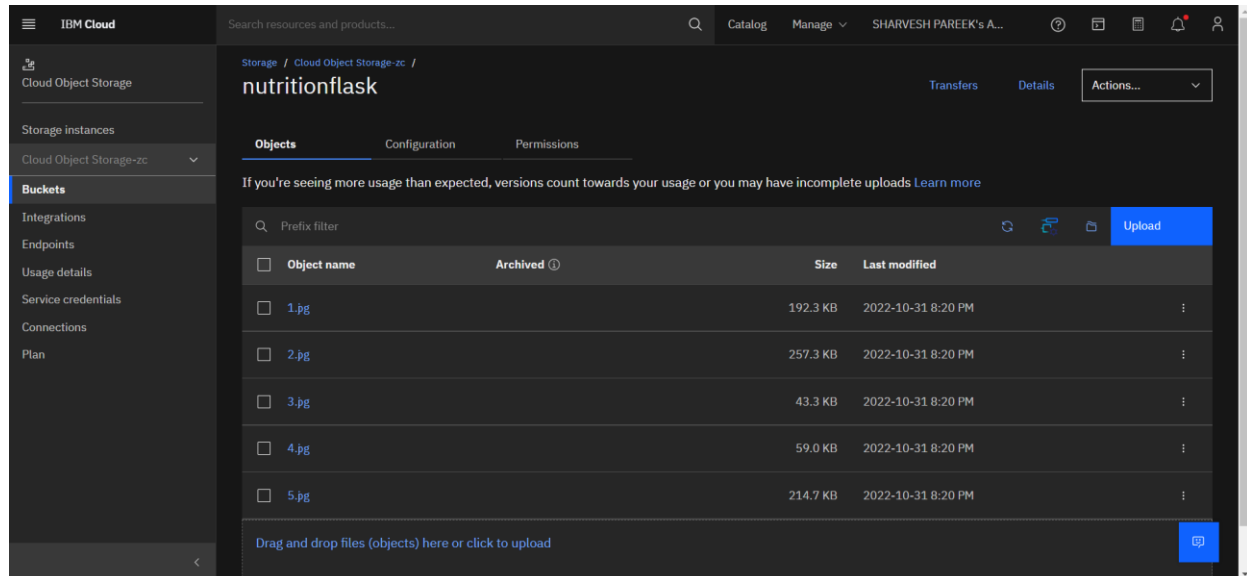 IBM Cloud
Search resources and products...
Catalog
Manage
SHARVESH PAREEK's A...
Cloud Object Storage
Storage instances
Cloud Object Storage-zc
Buckets
Integrations
Endpoints
Usage details
Service credentials
Connections
Plan
Storage / Cloud Object Storage-zc /
nutritionflask
Transfers
Details
Actions...
Objects
Configuration
Permissions
If you're seeing more usage than expected, versions count towards your usage or you may have incomplete uploads Learn more
Prefix filter
Upload
Object name Archived Size Last modified
1.jpg 192.3 KB 2022-10-31 8:20 PM
2.jpg 257.3 KB 2022-10-31 8:20 PM
3.jpg 43.3 KB 2022-10-31 8:20 PM
4.jpg 59.0 KB 2022-10-31 8:20 PM
5.jpg 214.7 KB 2022-10-31 8:20 PM
Drag and drop files (objects) here or click to upload